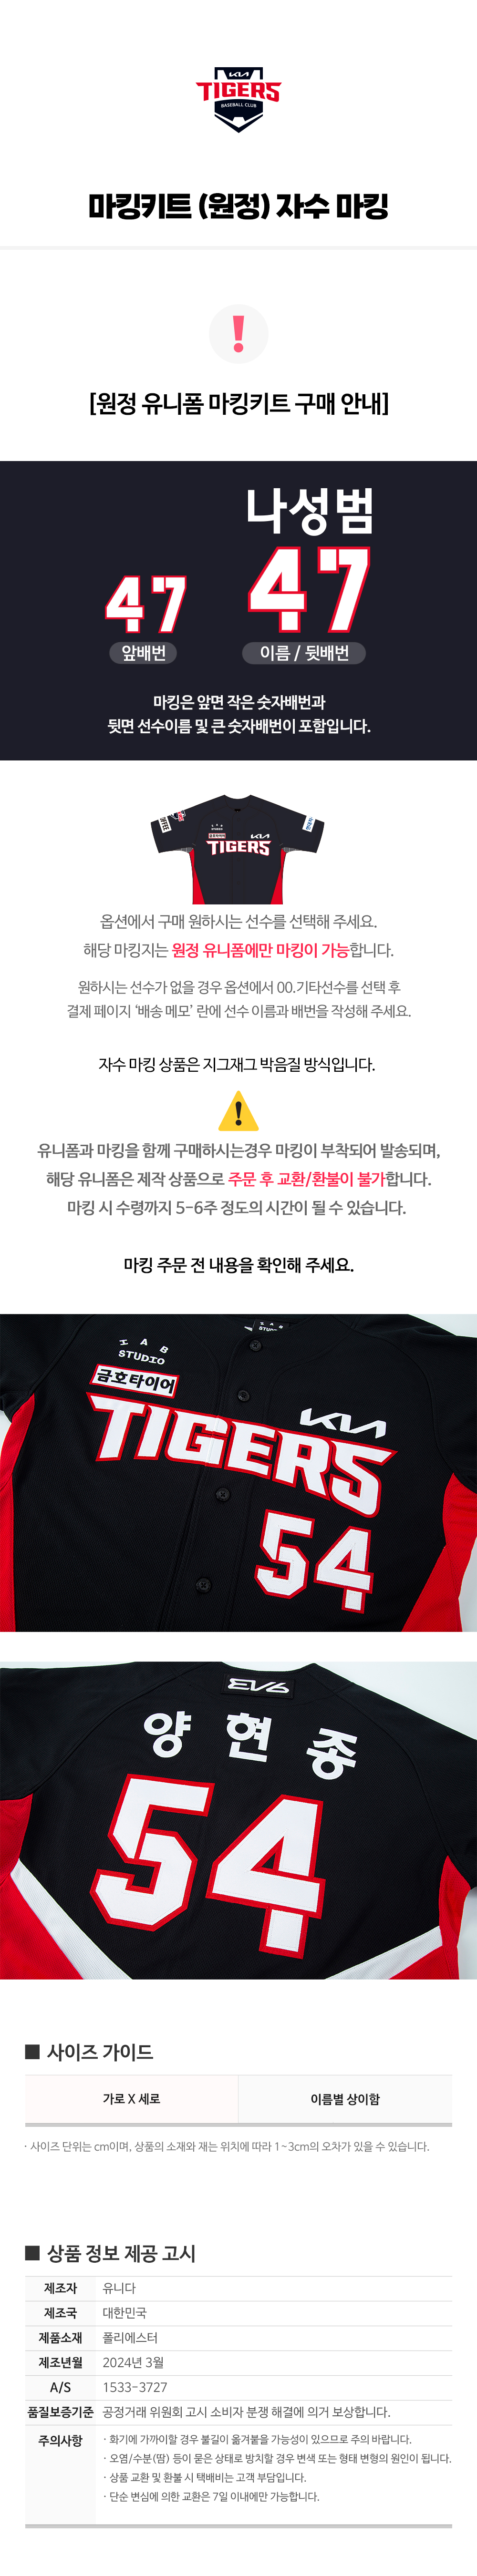 KIA
TIGERS
BASEBALL CLUB
마킹키트 (원정) 자수 마킹
!
[원정 유니폼 마킹키트 구매 안내]
나성범
47 47
앞배번 이름 / 뒷배번
마킹은 앞면 작은 숫자배번과
뒷면 선수이름 및 큰 숫자배번이 포함입니다.
KIA
TIGERS
옵션에서 구매 원하시는 선수를 선택해 주세요.
해당 마킹지는 원정 유니폼에만 마킹이 가능합니다.
원하시는 선수가 없을 경우 옵션에서 00.기타선수를 선택 후
결제 페이지 ‘배송 메모’ 란에 선수 이름과 배번을 작성해 주세요.
자수 마킹 상품은 지그재그 박음질 방식입니다.
!
유니폼과 마킹을 함께 구매하시는경우 마킹이 부착되어 발송되며,
해당 유니폼은 제작 상품으로 주문 후 교환/환불이 불가합니다.
마킹 시 수령까지 5-6주 정도의 시간이 될 수 있습니다.
마킹 주문 전 내용을 확인해 주세요.
IAB
STUDIO
금호타이어
KIA
TIGERS
54
EV6
양현종
54
■ 사이즈 가이드
가로 X 세로 이름별 상이함
· 사이즈 단위는 cm이며, 상품의 소재와 재는 위치에 따라 1~3cm의 오차가 있을 수 있습니다.
■ 상품 정보 제공 고시
제조자 유니다
제조국 대한민국
제품소재 폴리에스터
제조년월 2024년 3월
A/S 1533-3727
품질보증기준 공정거래 위원회 고시 소비자 분쟁 해결에 의거 보상합니다.
주의사항 · 화기에 가까이할 경우 불길이 옮겨붙을 가능성이 있으므로 주의 바랍니다.
· 오염/수분(땀) 등이 묻은 상태로 방치할 경우 변색 또는 형태 변형의 원인이 됩니다.
· 상품 교환 및 환불 시 택배비는 고객 부담입니다.
· 단순 변심에 의한 교환은 7일 이내에만 가능합니다.